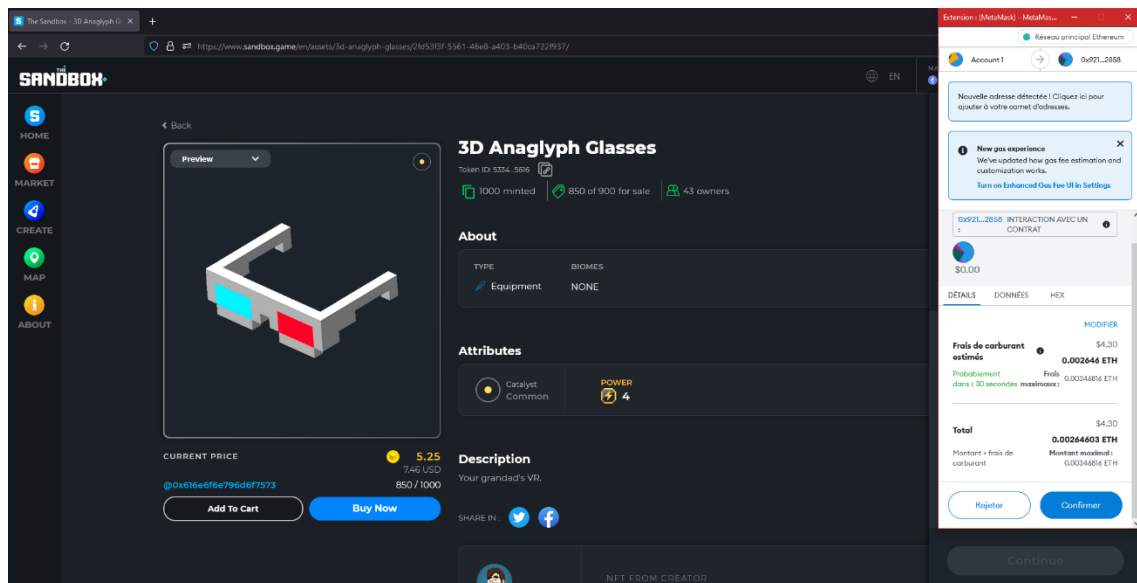 The Sandbox - 3D Anaglyph G
https://www.sandbox.game/en/assets/3d-anaglyph-glasses/2fd53f3f-5561-46e8-a403-b40ca722f937/
THE
SANDBOX
EN
HOME
MARKET
CREATE
MAP
ABOUT
Back
Preview
CURRENT PRICE
5.25
7.46 USD
@0x616e6f6e796d6f7573
850 / 1000
Add To Cart
Buy Now
3D Anaglyph Glasses
Token ID: 5334...5616
1000 minted
850 of 900 for sale
43 owners
About
TYPE
BIOMES
Equipment
NONE
Attributes
Catalyst
Common
POWER
4
Description
Your grandad's VR.
SHARE IN :
NFT FROM CREATOR
Extension : (MetaMask) - MetaMas...
Réseau principal Ethereum
Account 1
0x921...2858
Nouvelle adresse détectée ! Cliquez ici pour
ajouter à votre carnet d'adresses.
New gas experience
We've updated how gas fee estimation and
customization works.
Turn on Enhanced Gas Fee UI in Settings
0x921...2858 INTERACTION AVEC UN
: CONTRAT
$0.00
DÉTAILS
DONNÉES
HEX
MODIFIER
Frais de carburant
estimés
$4.30
0.002646 ETH
Probablement
dans < 30 secondes
Frais
maximaux :
0.00346816 ETH
Total
$4.30
0.00264603 ETH
Montant + frais de
carburant
Montant maximal :
0.00346816 ETH
Rejeter
Confirmer
Continue